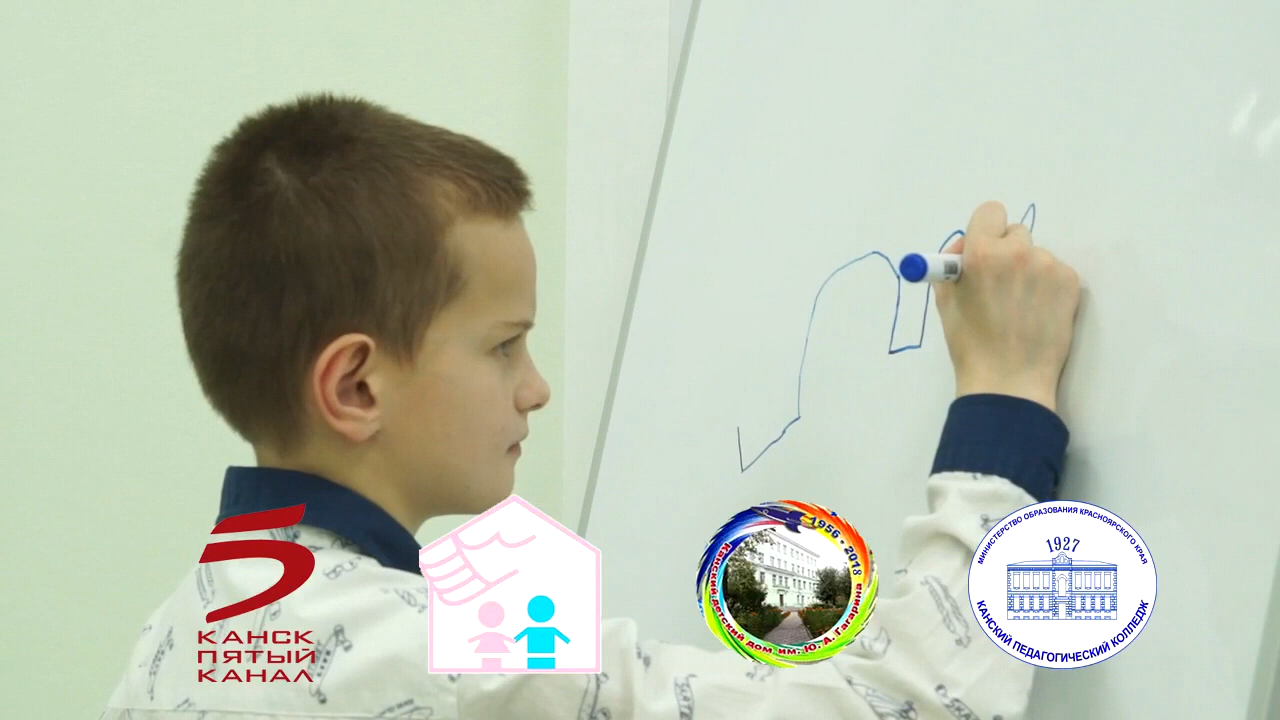 5
КАНСК
ПЯТЫЙ
КАНАЛ
1956 - 2018
Канский детский дом им. Ю. А. Гагарина
МИНИСТЕРСТВО ОБРАЗОВАНИЯ КРАСНОЯРСКОГО КРАЯ
1927
КАНСКИЙ ПЕДАГОГИЧЕСКИЙ КОЛЛЕДЖ